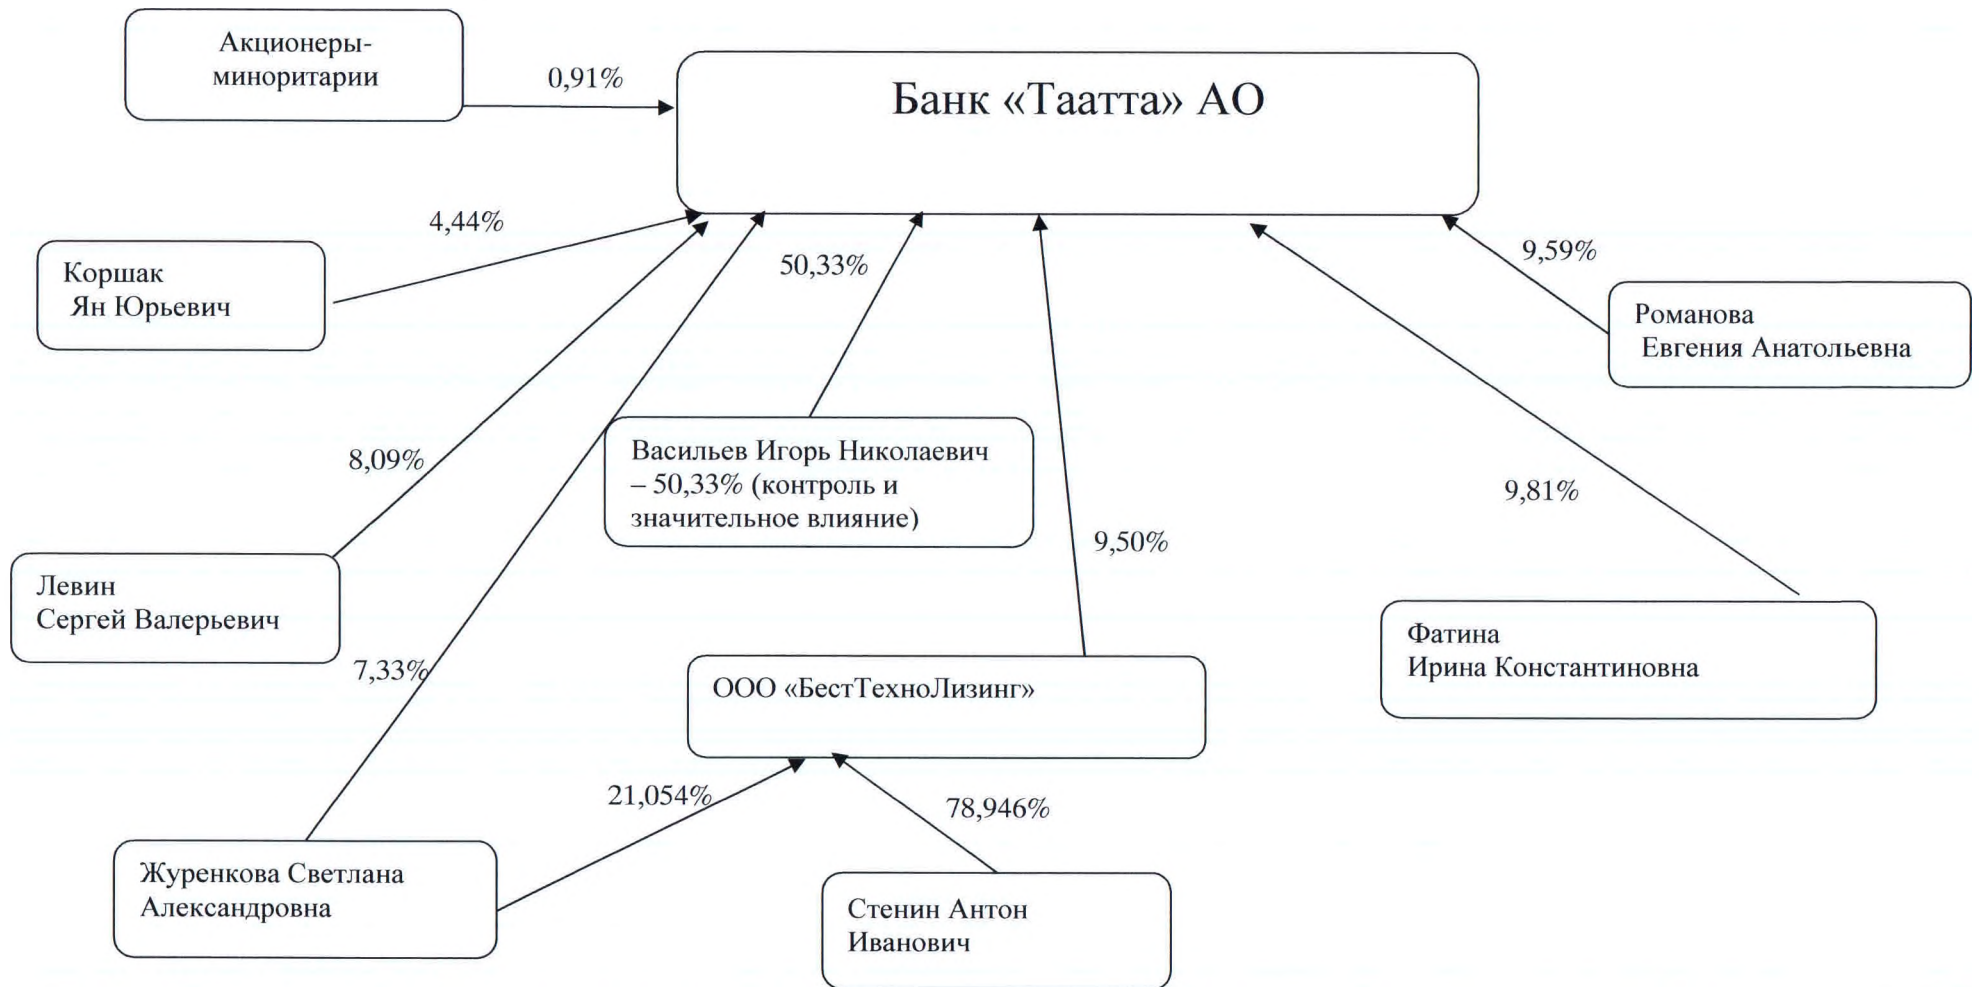 Акционеры-
миноритарии
0,91%
Банк «Таатта» АО
4,44%
Коршак
Ян Юрьевич
50,33%
9,59%
Романова
Евгения Анатольевна
8,09%
Васильев Игорь Николаевич
– 50,33% (контроль и
значительное влияние)
9,81%
9,50%
Левин
Сергей Валерьевич
7,33%
ООО «БестТехноЛизинг»
Фатина
Ирина Константиновна
21,054%
78,946%
Журенкова Светлана
Александровна
Стенин Антон
Иванович